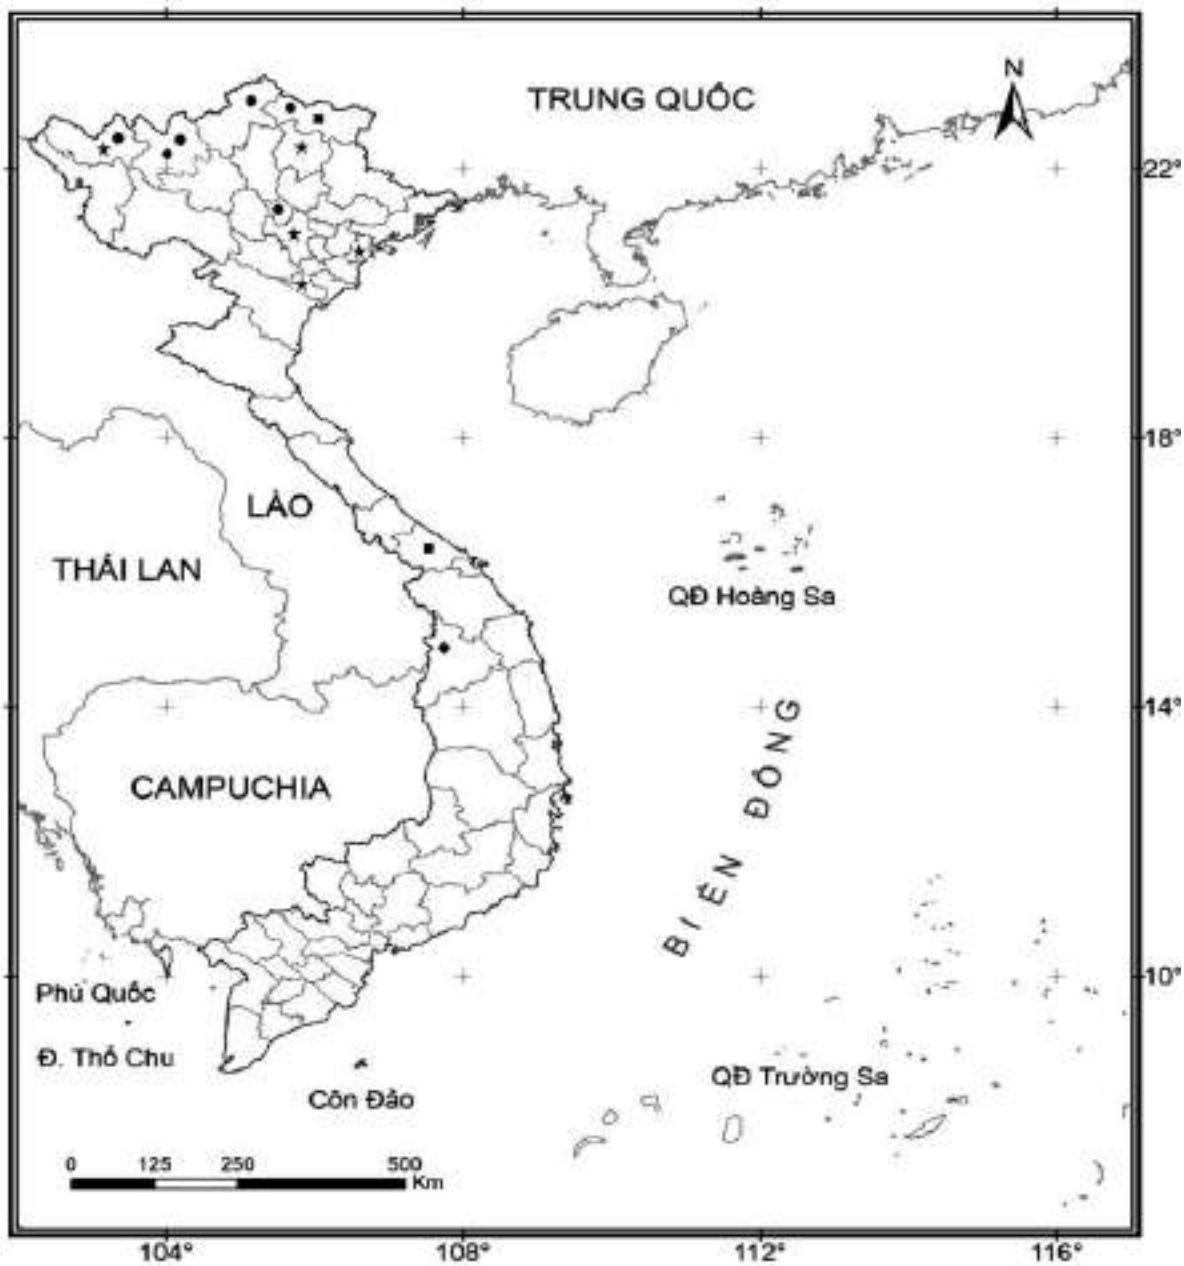 N
TRUNG QUỐC
22°
18°
LÀO
THÁI LAN
QĐ Hoàng Sa
14°
BIỂN ĐÔNG
CAMPUCHIA
10°
Phú Quốc
Đ. Thổ Chu
QĐ Trường Sa
Côn Đảo
0 125 250 500
Km
104° 108° 112° 116°